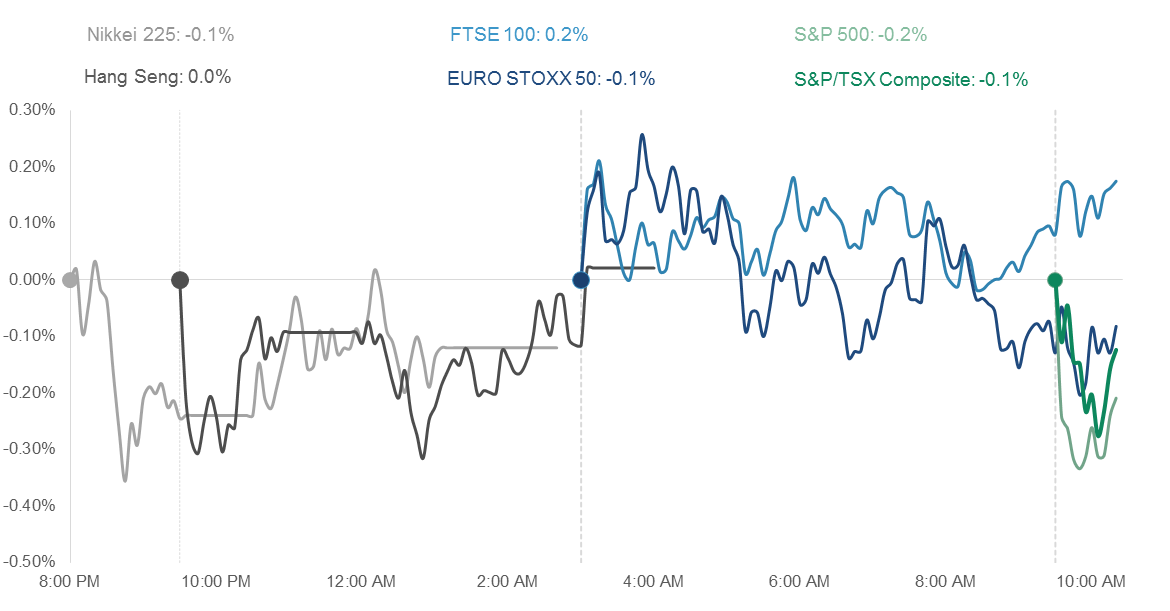 Nikkei 225: -0.1%
FTSE 100: 0.2%
S&P 500: -0.2%
Hang Seng: 0.0%
EURO STOXX 50: -0.1%
S&P/TSX Composite: -0.1%
0.30%
0.20%
0.10%
0.00%
-0.10%
-0.20%
-0.30%
-0.40%
-0.50%
8:00 PM
10:00 PM
12:00 AM
2:00 AM
4:00 AM
6:00 AM
8:00 AM
10:00 AM